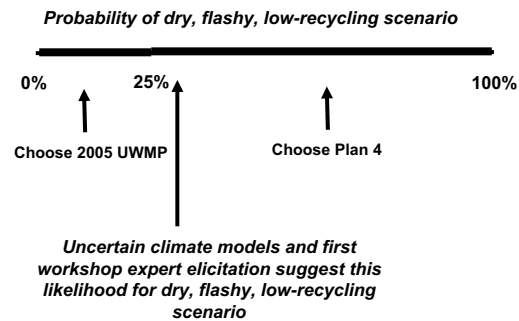 Probability of dry, flashy, low-recycling scenario
0% 25% 100%
Choose 2005 UWMP Choose Plan 4
Uncertain climate models and first
workshop expert elicitation suggest this
likelihood for dry, flashy, low-recycling
scenario